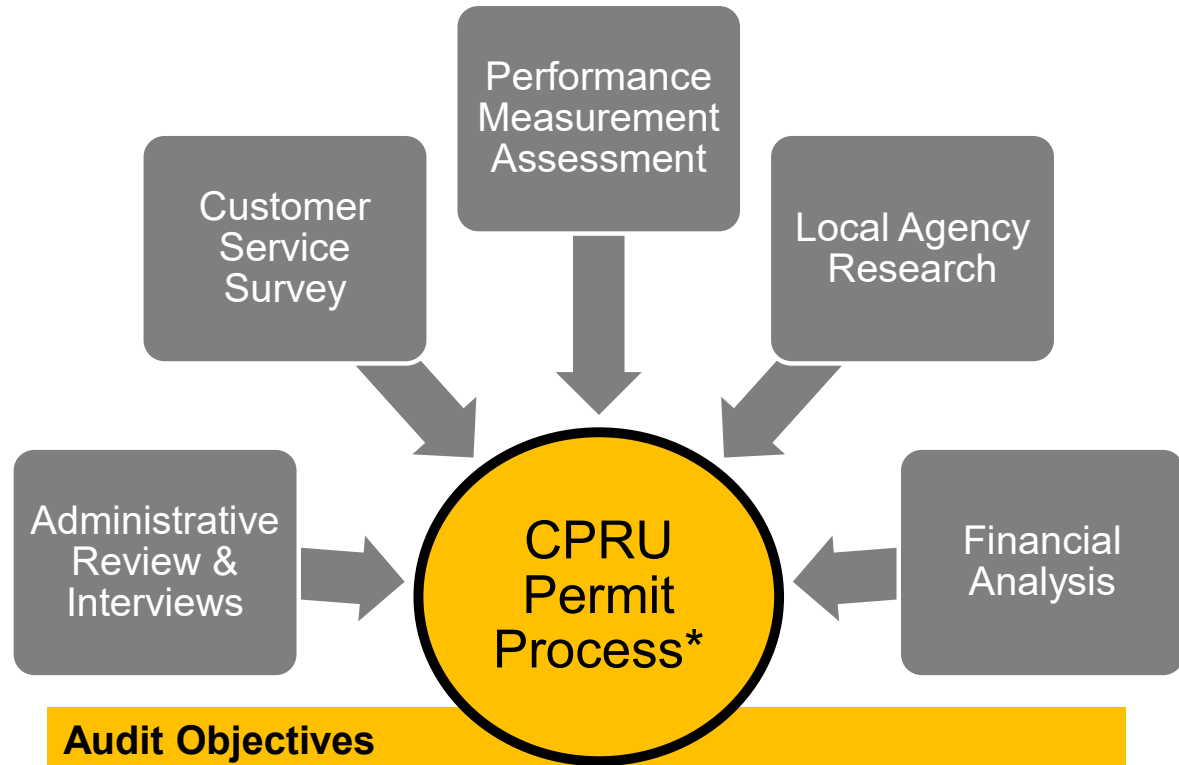 Performance
Measurement
Assessment
Customer
Service
Survey
Local Agency
Research
Administrative
Review &
Interviews
CPRU
Permit
Process*
Financial
Analysis
Audit Objectives